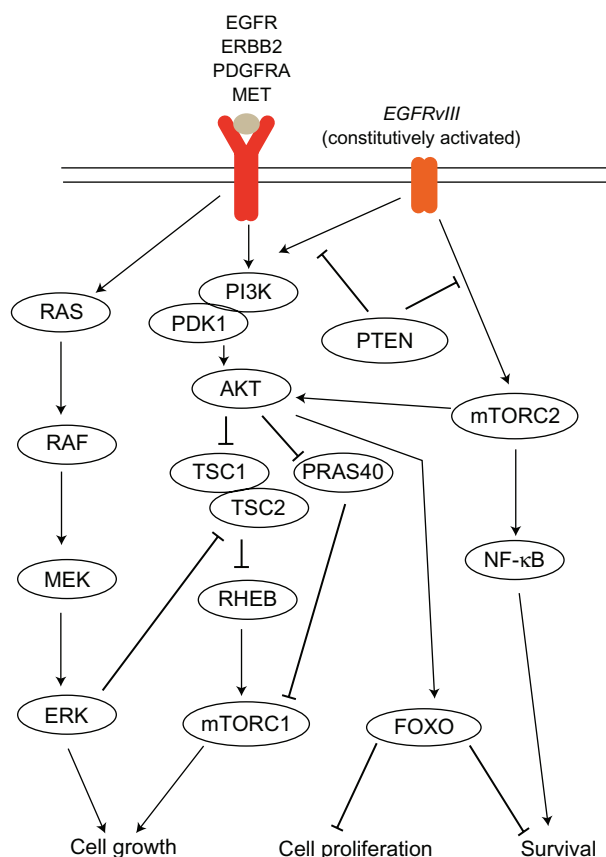 EGFR
ERBB2
PDGFRA
MET
EGFRvIII
(constitutively activated)
PI3K
RAS
PDK1
PTEN
AKT
mTORC2
RAF
TSC1
PRAS40
TSC2
NF-κB
MEK
RHEB
ERK
mTORC1
FOXO
Cell growth
Cell proliferation
Survival